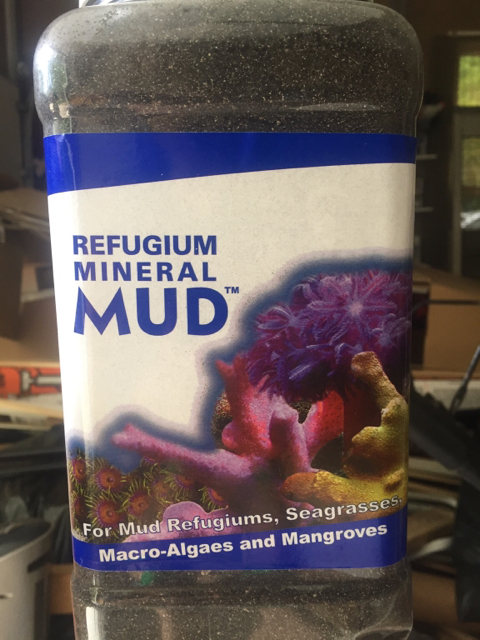 REFUGIUM
MINERAL
MUD™
For Mud Refugiums, Seagrasses,
Macro-Algaes and Mangroves